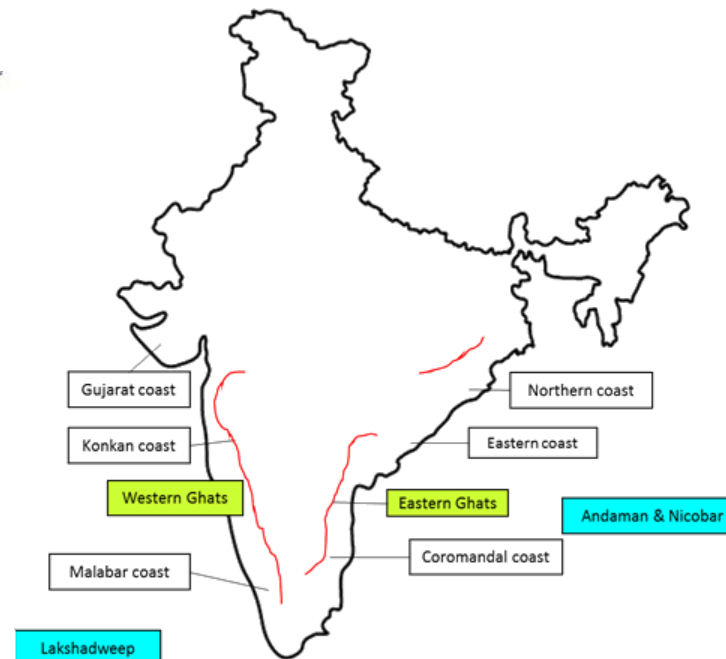 Gujarat coast
Northern coast
Konkan coast
Eastern coast
Western Ghats
Eastern Ghats
Andaman & Nicobar
Coromandal coast
Malabar coast
Lakshadweep